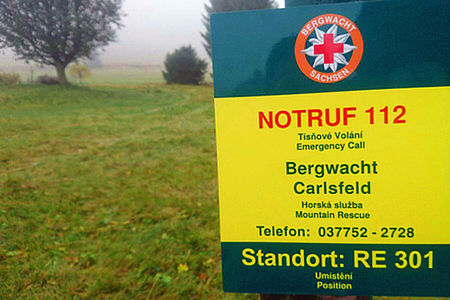 BERGWACHT
SACHSEN
NOTRUF 112
Tísňové Volání
Emergency Call
Bergwacht
Carlsfeld
Horská služba
Mountain Rescue
Telefon: 037752 - 2728
Standort: RE 301
Umístění
Position